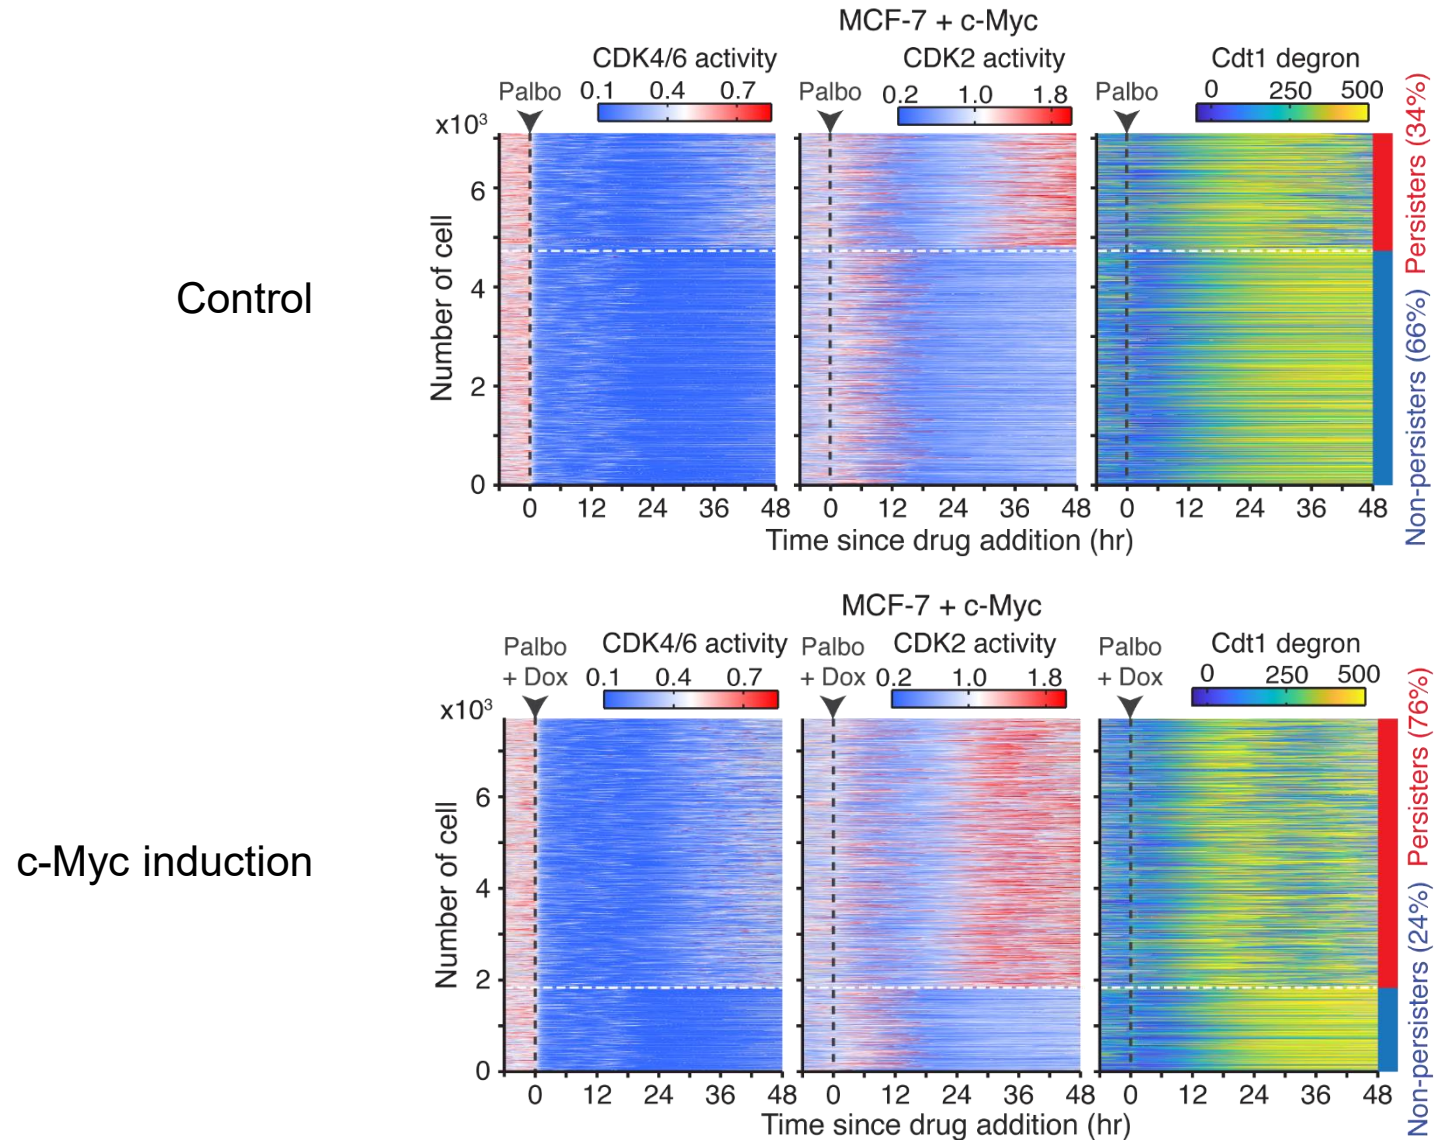 MCF-7 + c-Myc
CDK4/6 activity
CDK2 activity
Cdt1 degron
Palbo
0.1 0.4 0.7
Palbo
0.2 1.0 1.8
Palbo
0 250 500
x10³
6
4
2
0
Number of cell
Control
0 12 24 36 48
0 12 24 36 48
0 12 24 36 48
Time since drug addition (hr)
Persisters (34%)
Non-persisters (66%)
MCF-7 + c-Myc
Palbo
+ Dox
CDK4/6 activity
0.1 0.4 0.7
Palbo
+ Dox
CDK2 activity
0.2 1.0 1.8
Palbo
+ Dox
Cdt1 degron
0 250 500
x10³
6
4
2
0
Number of cell
c-Myc induction
0 12 24 36 48
0 12 24 36 48
0 12 24 36 48
Time since drug addition (hr)
Persisters (76%)
Non-persisters (24%)